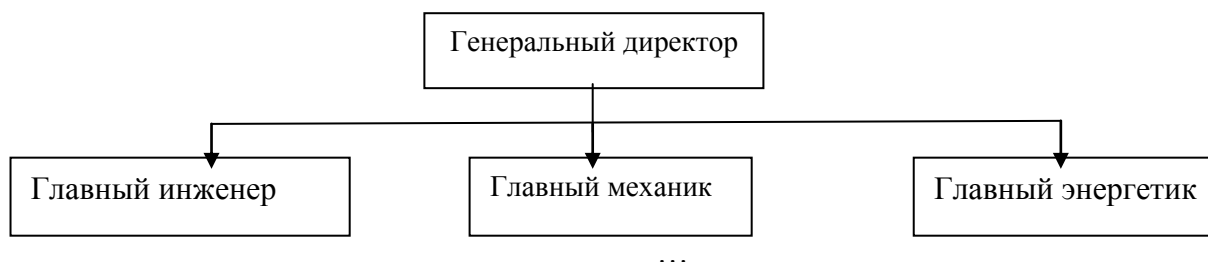 Генеральный директор
Главный инженер
Главный механик
Главный энергетик
...